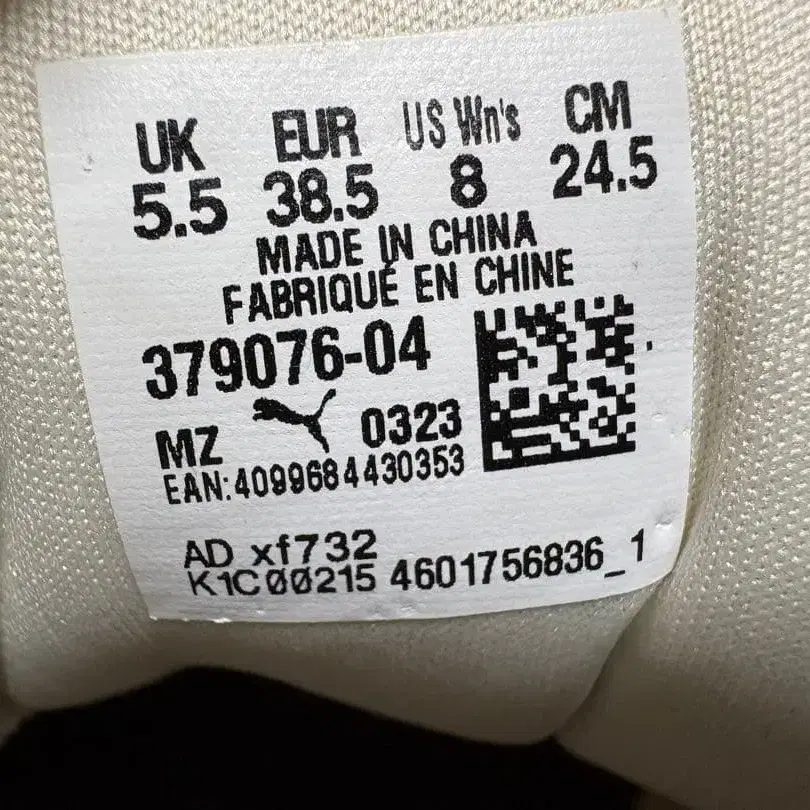 UK EUR US Wn's CM
5.5 38.5 8 24.5
MADE IN CHINA
FABRIQUÉ EN CHINE
379076-04
MZ 0323
EAN:4099684430353
AD xf732
K1C00215 4601756836_1